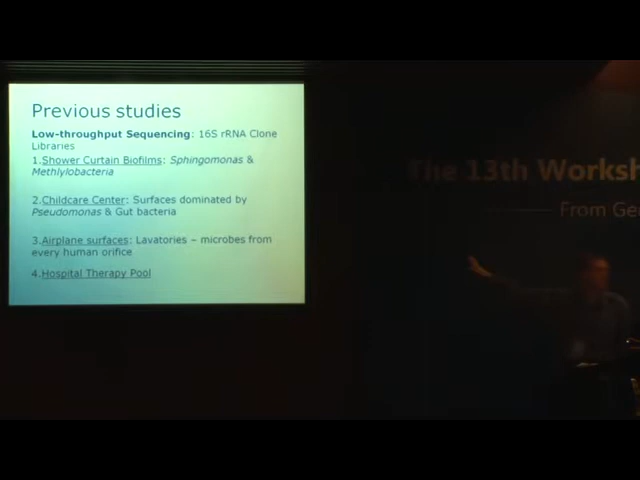 Previous studies
Low-throughput Sequencing: 16S rRNA Clone
Libraries
1.Shower Curtain Biofilms: Sphingomonas &
Methlylobacteria
2.Childcare Center: Surfaces dominated by
Pseudomonas & Gut bacteria
3.Airplane surfaces: Lavatories – microbes from
every human orifice
4.Hospital Therapy Pool
The 13th Worksh
From Ge